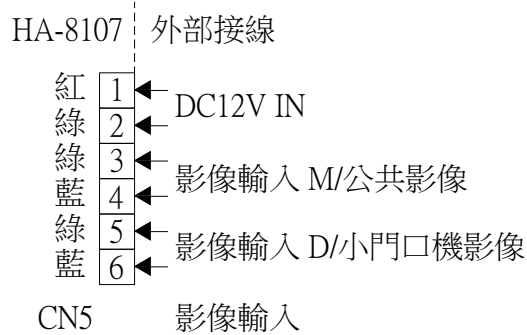 HA-8107 外部接線
紅 1
DC12V IN
綠 2
綠 3
影像輸入 M/公共影像
藍 4
綠 5
影像輸入 D/小門口機影像
藍 6
CN5 影像輸入